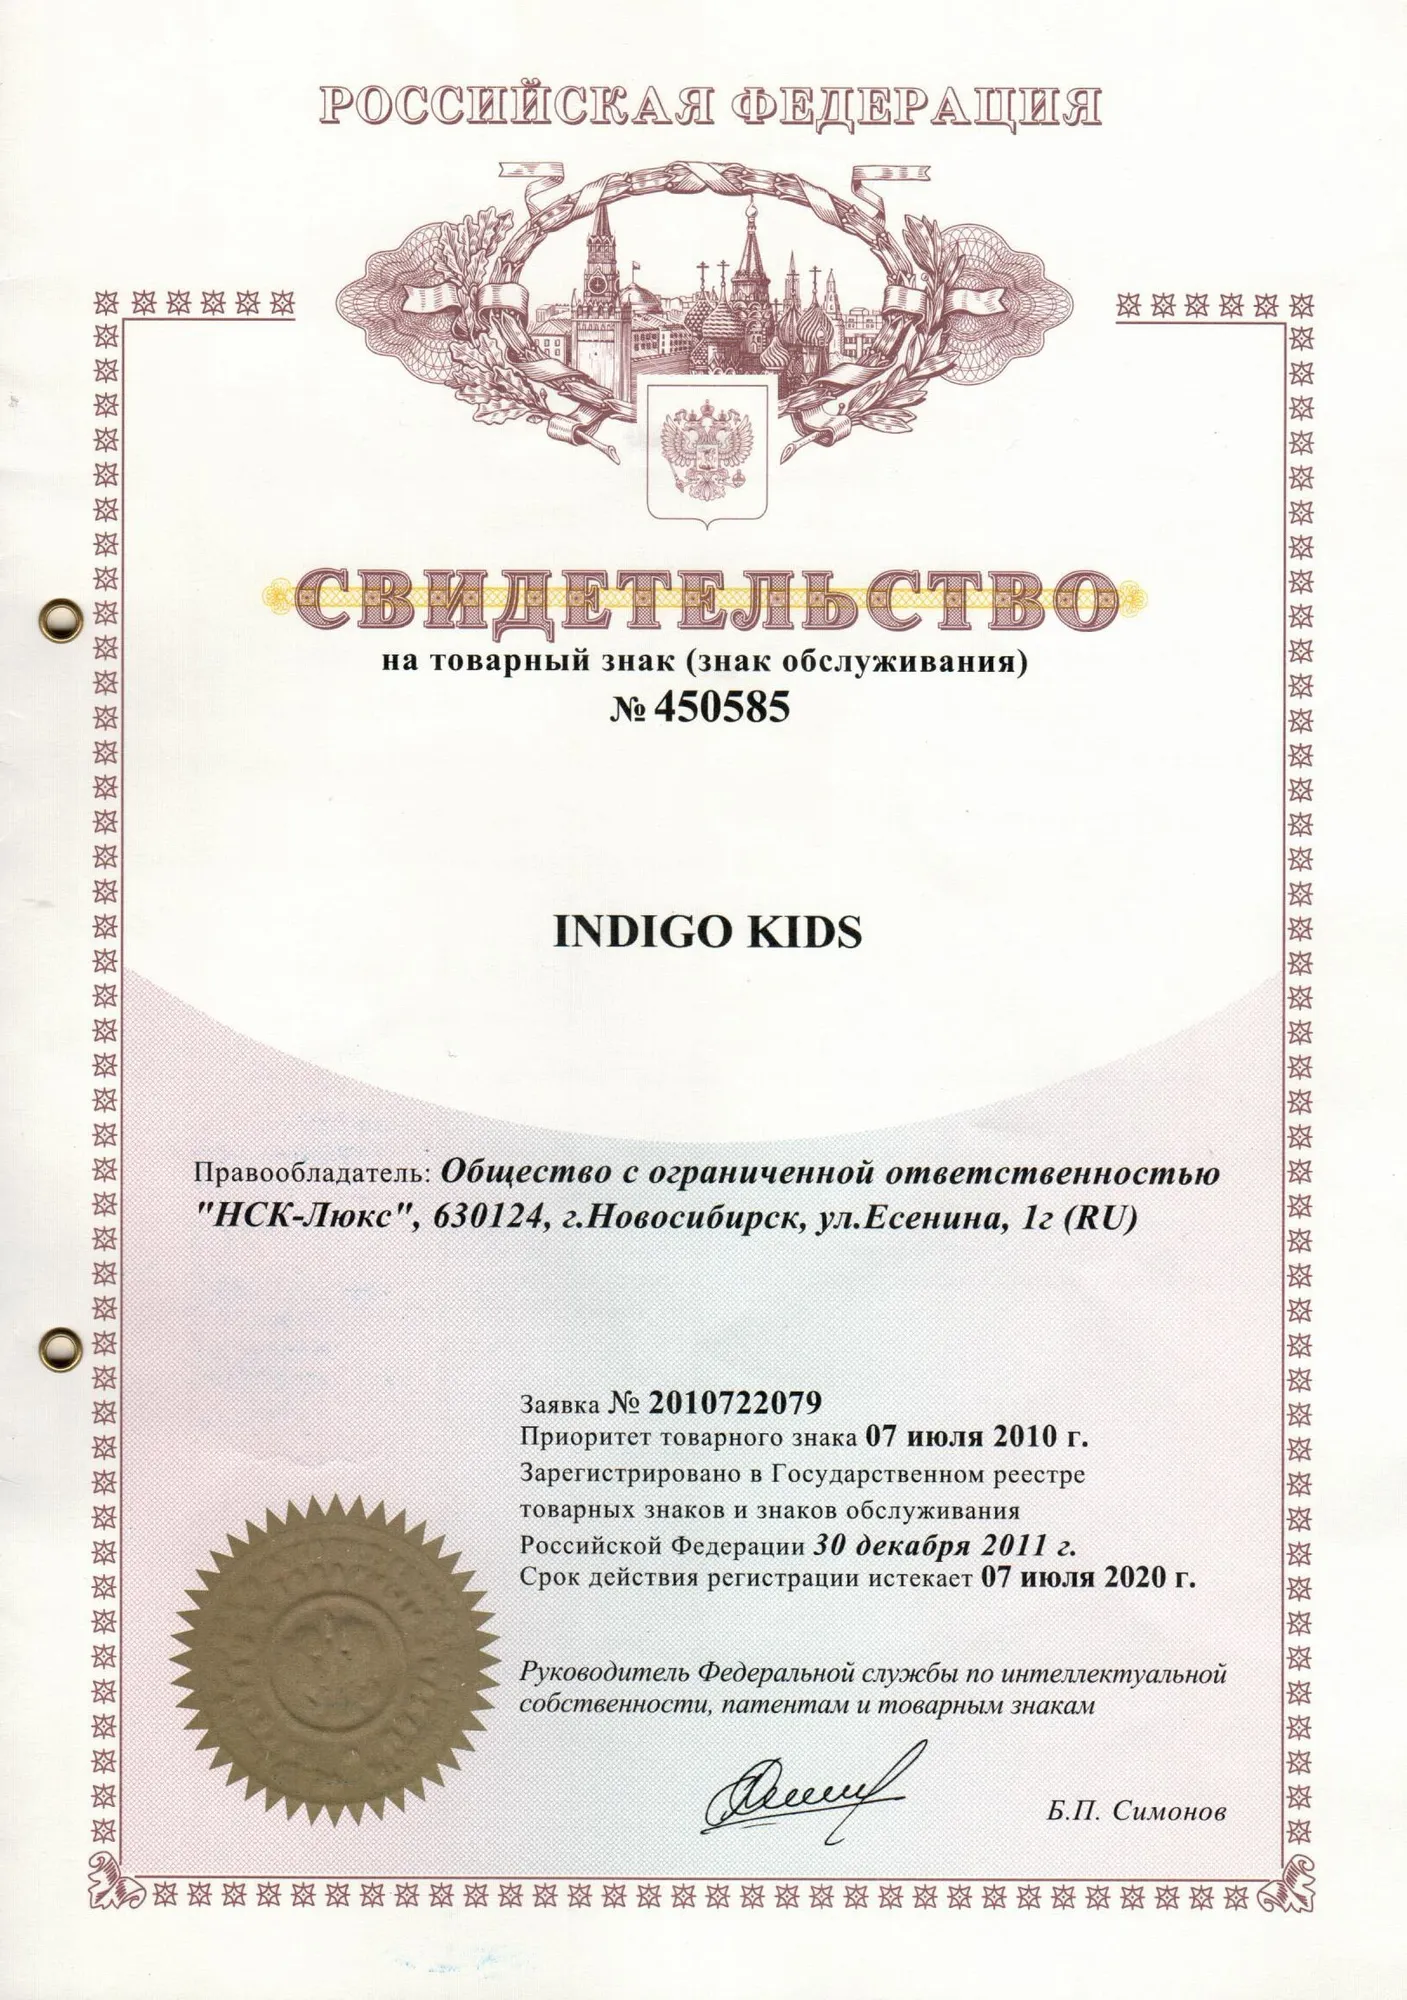 РОССИЙСКАЯ ФЕДЕРАЦИЯ
СВИДЕТЕЛЬСТВО
на товарный знак (знак обслуживания)
№ 450585
INDIGO KIDS
Правообладатель: Общество с ограниченной ответственностью
"НСК-Люкс", 630124, г.Новосибирск, ул.Есенина, 1г (RU)
Заявка № 2010722079
Приоритет товарного знака 07 июля 2010 г.
Зарегистрировано в Государственном реестре
товарных знаков и знаков обслуживания
Российской Федерации 30 декабря 2011 г.
Срок действия регистрации истекает 07 июля 2020 г.
Руководитель Федеральной службы по интеллектуальной
собственности, патентам и товарным знакам
Б.П. Симонов